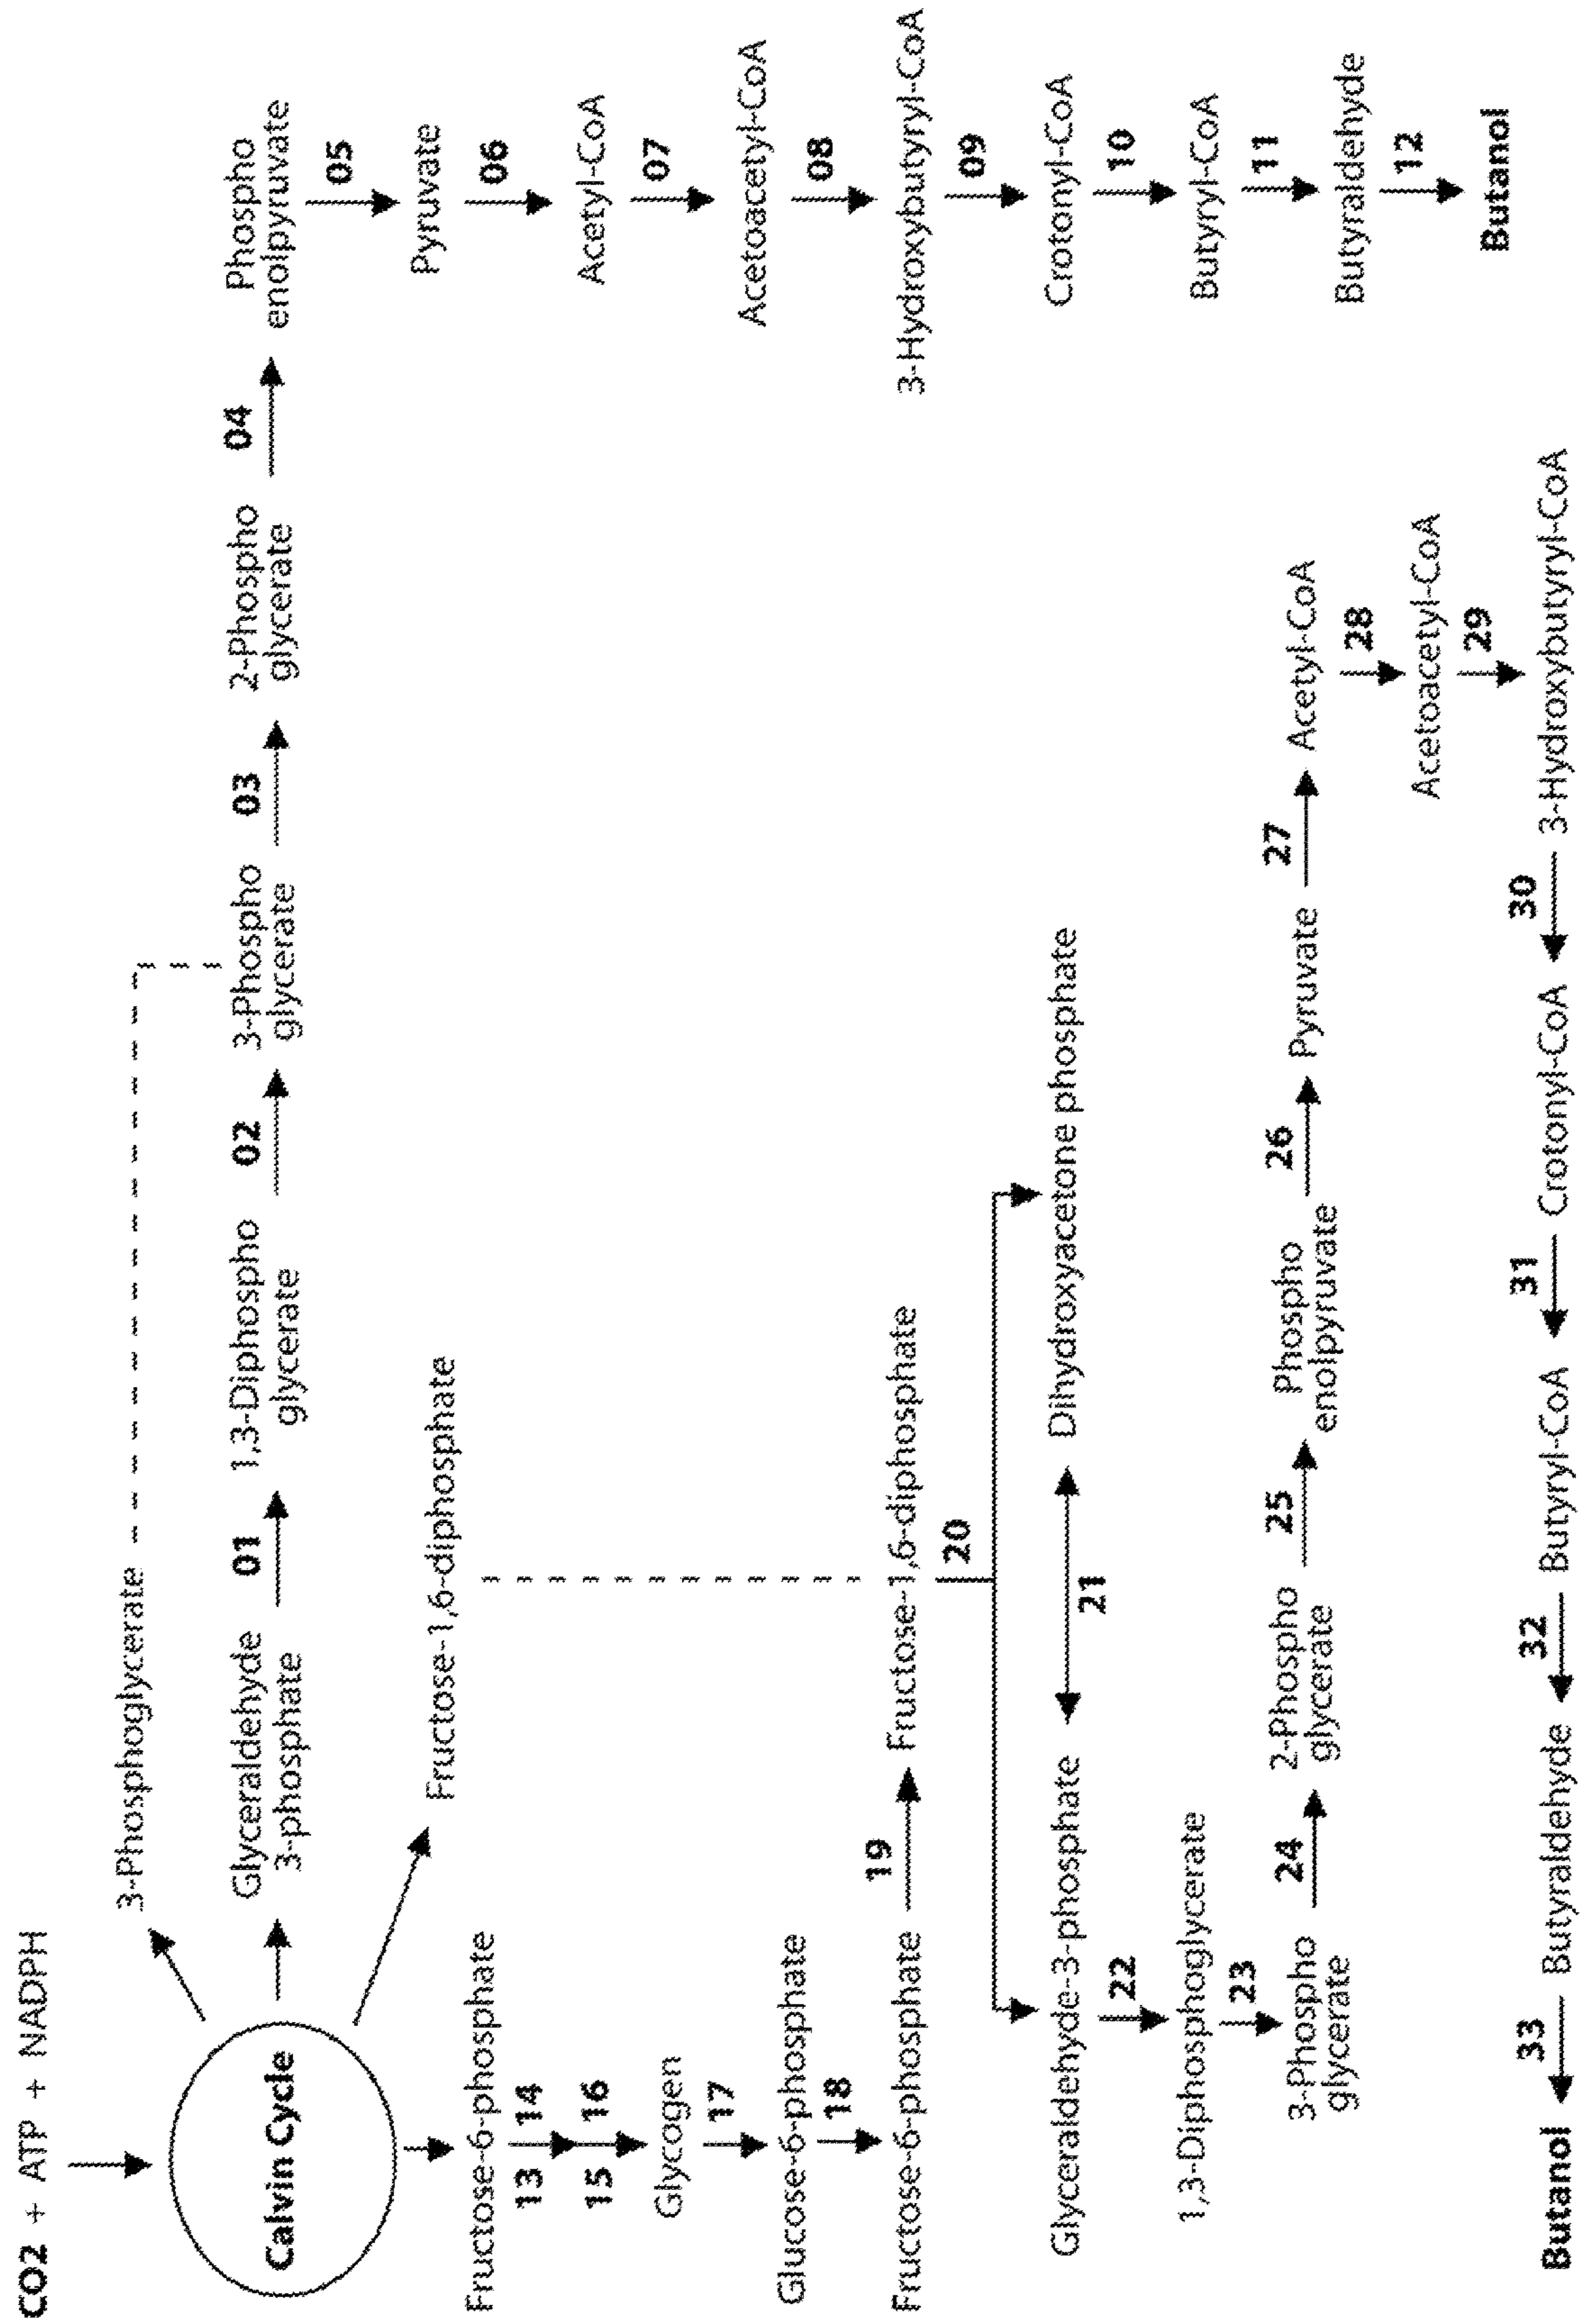 CO2 + ATP + NADPH
Calvin Cycle
3-Phosphoglycerate
Glyceraldehyde
3-phosphate
01
1,3-Diphospho
glycerate
02
3-Phospho
glycerate
03
2-Phospho
glycerate
04
Phospho
enolpyruvate
05
Pyruvate
06
Acetyl-CoA
07
Acetoacetyl-CoA
08
3-Hydroxybutyryl-CoA
09
Crotonyl-CoA
10
Butyryl-CoA
11
Butyraldehyde
12
Butanol
Fructose-1,6-diphosphate
Fructose-6-phosphate
13 14
15 16
Glycogen
17
Glucose-6-phosphate
18
Fructose-6-phosphate
19
Fructose-1,6-diphosphate
20
Glyceraldehyde-3-phosphate
21
Dihydroxyacetone phosphate
22
1,3-Diphosphoglycerate
23
3-Phospho
glycerate
24
2-Phospho
glycerate
25
Phospho
enolpyruvate
26
Pyruvate
27
Acetyl-CoA
28
Acetoacetyl-CoA
29
3-Hydroxybutyryl-CoA
30
Crotonyl-CoA
31
Butyryl-CoA
32
Butyraldehyde
33
Butanol